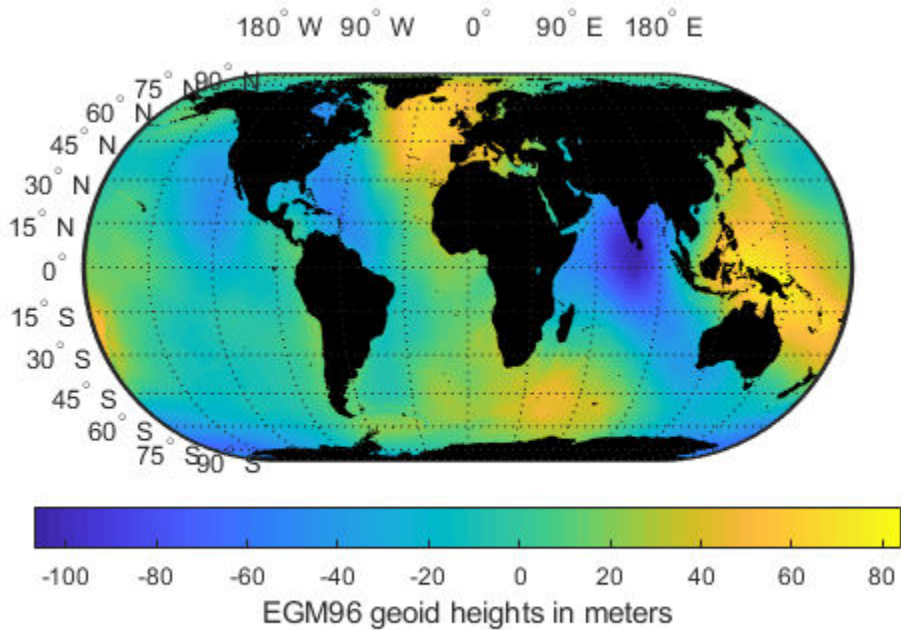 180° W 90° W 0° 90° E 180° E
90° N
75° N
60° N
45° N
30° N
15° N
0°
15° S
30° S
45° S
60° S
75° S
90° S
-100 -80 -60 -40 -20 0 20 40 60 80
EGM96 geoid heights in meters